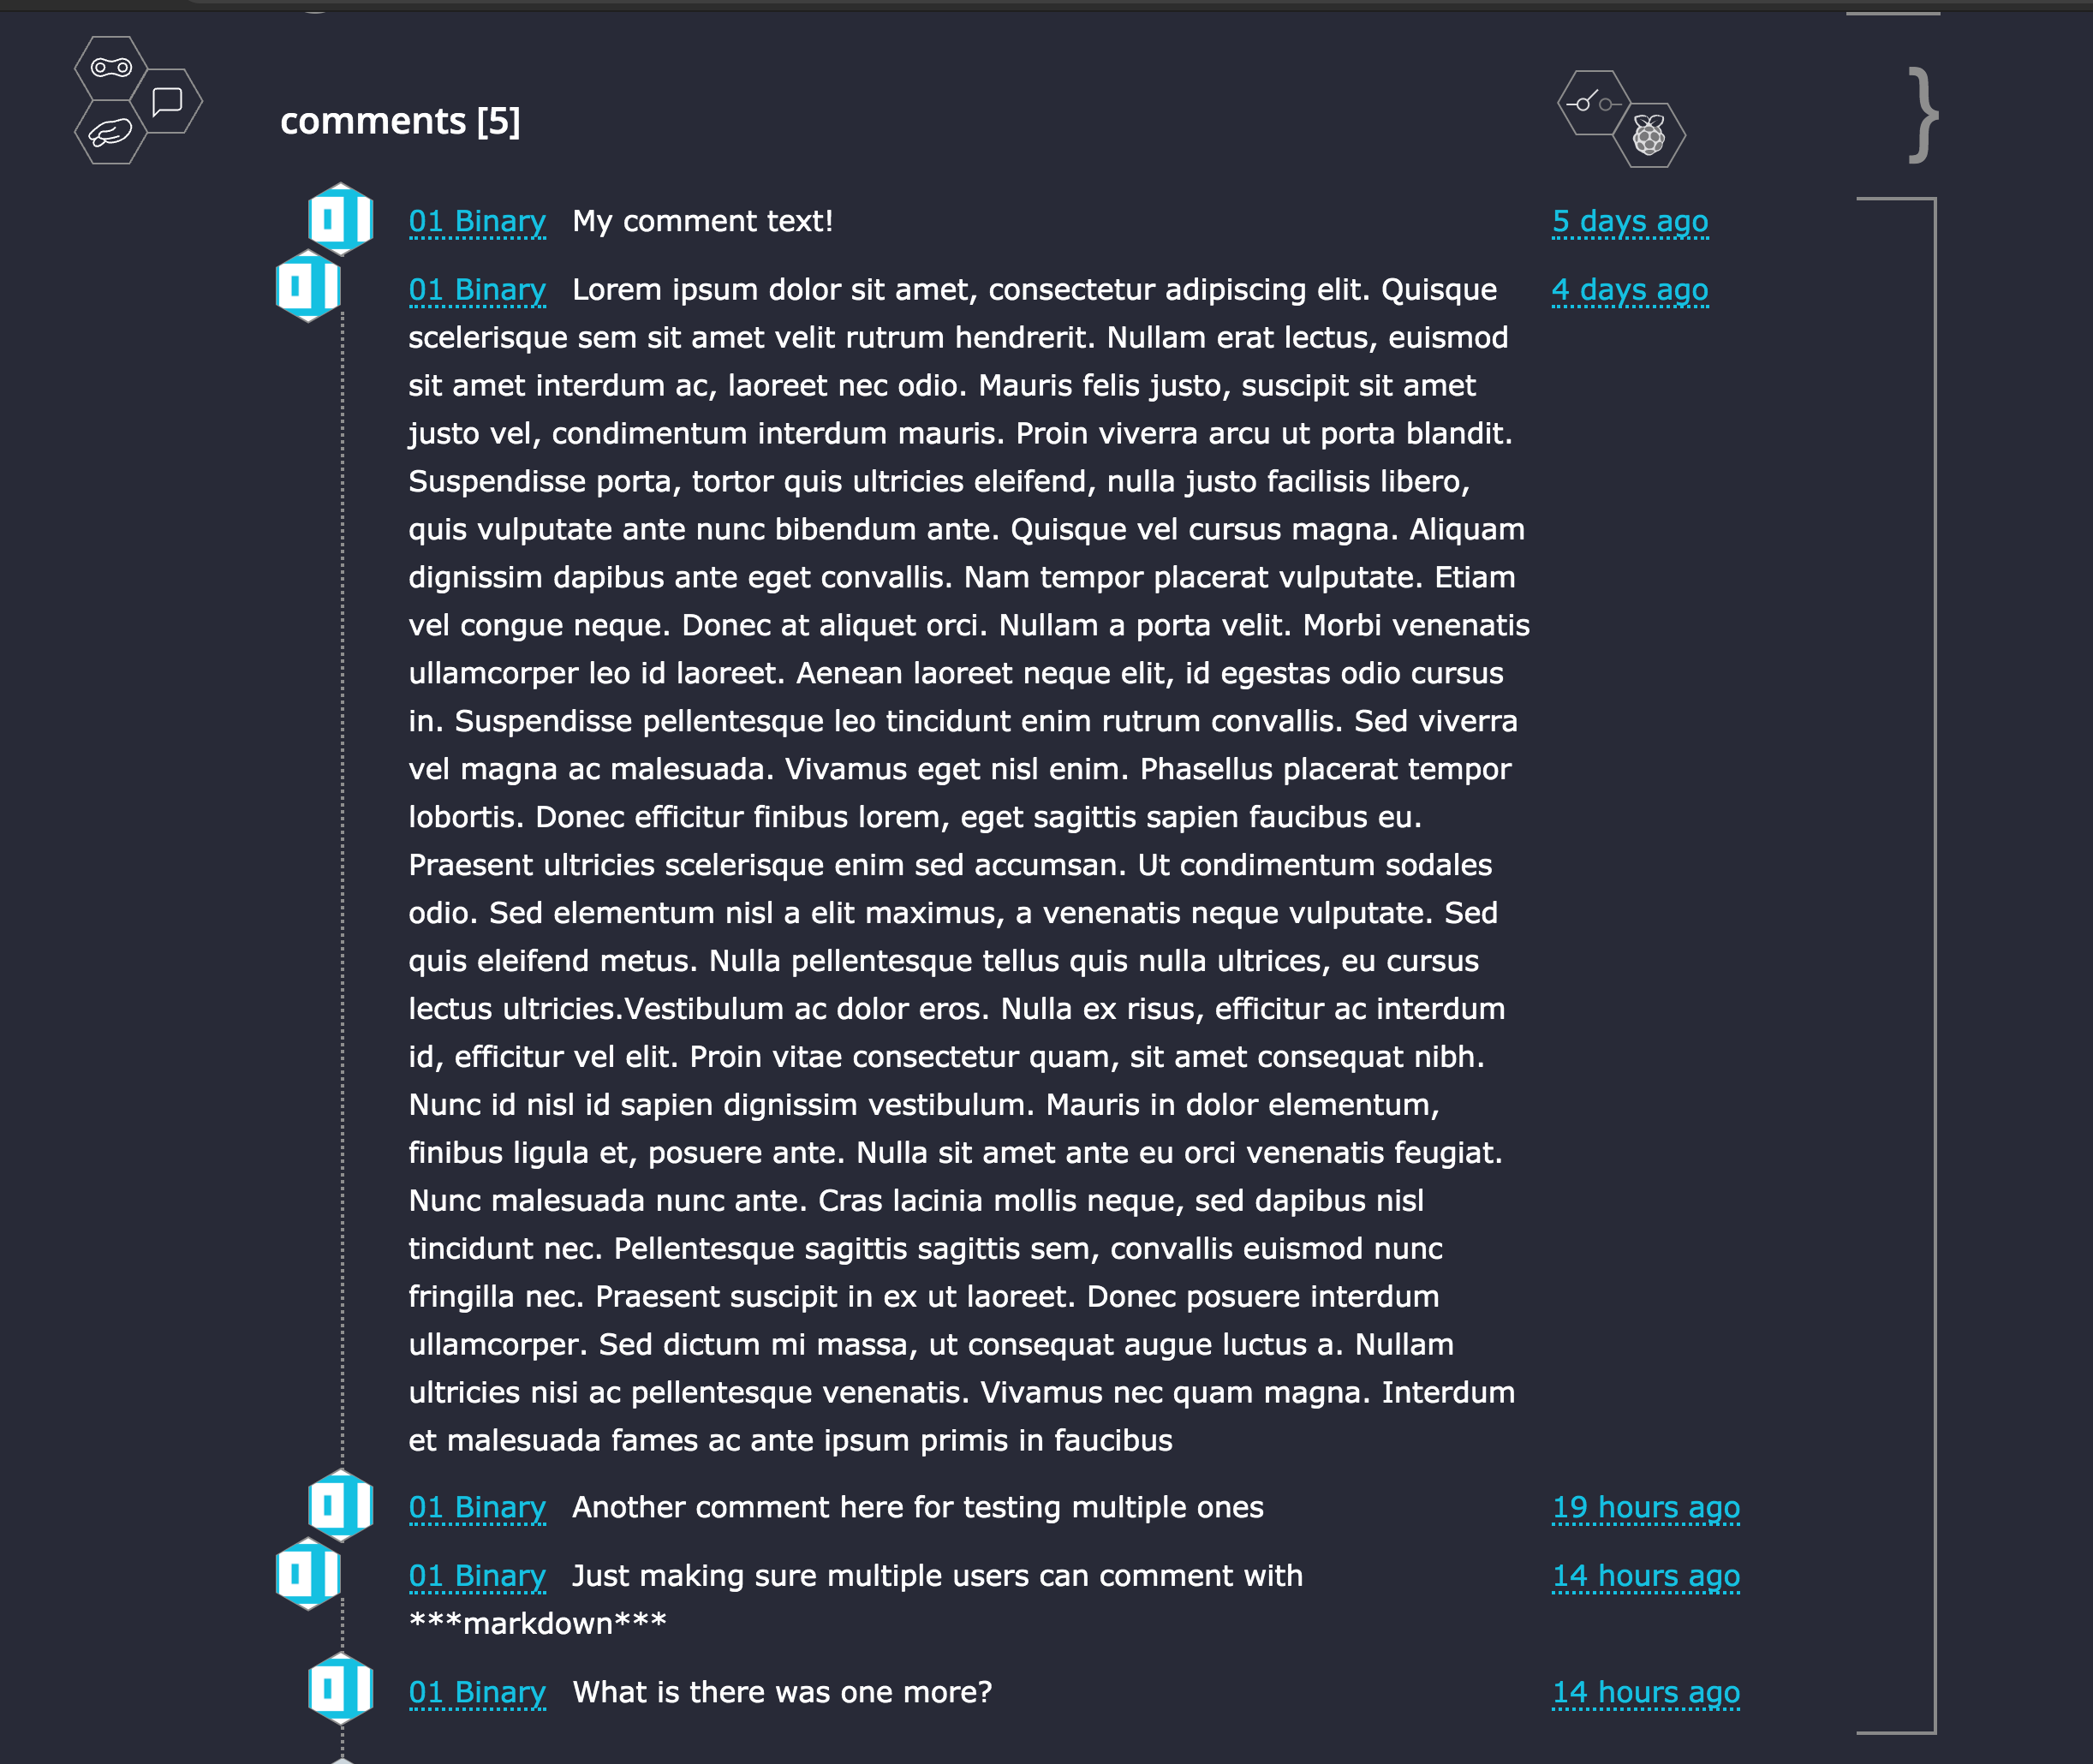 comments [5]
}
01 Binary My comment text! 5 days ago
01 Binary Lorem ipsum dolor sit amet, consectetur adipiscing elit. Quisque 4 days ago
scelerisque sem sit amet velit rutrum hendrerit. Nullam erat lectus, euismod
sit amet interdum ac, laoreet nec odio. Mauris felis justo, suscipit sit amet
justo vel, condimentum interdum mauris. Proin viverra arcu ut porta blandit.
Suspendisse porta, tortor quis ultricies eleifend, nulla justo facilisis libero,
quis vulputate ante nunc bibendum ante. Quisque vel cursus magna. Aliquam
dignissim dapibus ante eget convallis. Nam tempor placerat vulputate. Etiam
vel congue neque. Donec at aliquet orci. Nullam a porta velit. Morbi venenatis
ullamcorper leo id laoreet. Aenean laoreet neque elit, id egestas odio cursus
in. Suspendisse pellentesque leo tincidunt enim rutrum convallis. Sed viverra
vel magna ac malesuada. Vivamus eget nisl enim. Phasellus placerat tempor
lobortis. Donec efficitur finibus lorem, eget sagittis sapien faucibus eu.
Praesent ultricies scelerisque enim sed accumsan. Ut condimentum sodales
odio. Sed elementum nisl a elit maximus, a venenatis neque vulputate. Sed
quis eleifend metus. Nulla pellentesque tellus quis nulla ultrices, eu cursus
lectus ultricies.Vestibulum ac dolor eros. Nulla ex risus, efficitur ac interdum
id, efficitur vel elit. Proin vitae consectetur quam, sit amet consequat nibh.
Nunc id nisl id sapien dignissim vestibulum. Mauris in dolor elementum,
finibus ligula et, posuere ante. Nulla sit amet ante eu orci venenatis feugiat.
Nunc malesuada nunc ante. Cras lacinia mollis neque, sed dapibus nisl
tincidunt nec. Pellentesque sagittis sagittis sem, convallis euismod nunc
fringilla nec. Praesent suscipit in ex ut laoreet. Donec posuere interdum
ullamcorper. Sed dictum mi massa, ut consequat augue luctus a. Nullam
ultricies nisi ac pellentesque venenatis. Vivamus nec quam magna. Interdum
et malesuada fames ac ante ipsum primis in faucibus
01 Binary Another comment here for testing multiple ones 19 hours ago
01 Binary Just making sure multiple users can comment with 14 hours ago
***markdown***
01 Binary What is there was one more? 14 hours ago